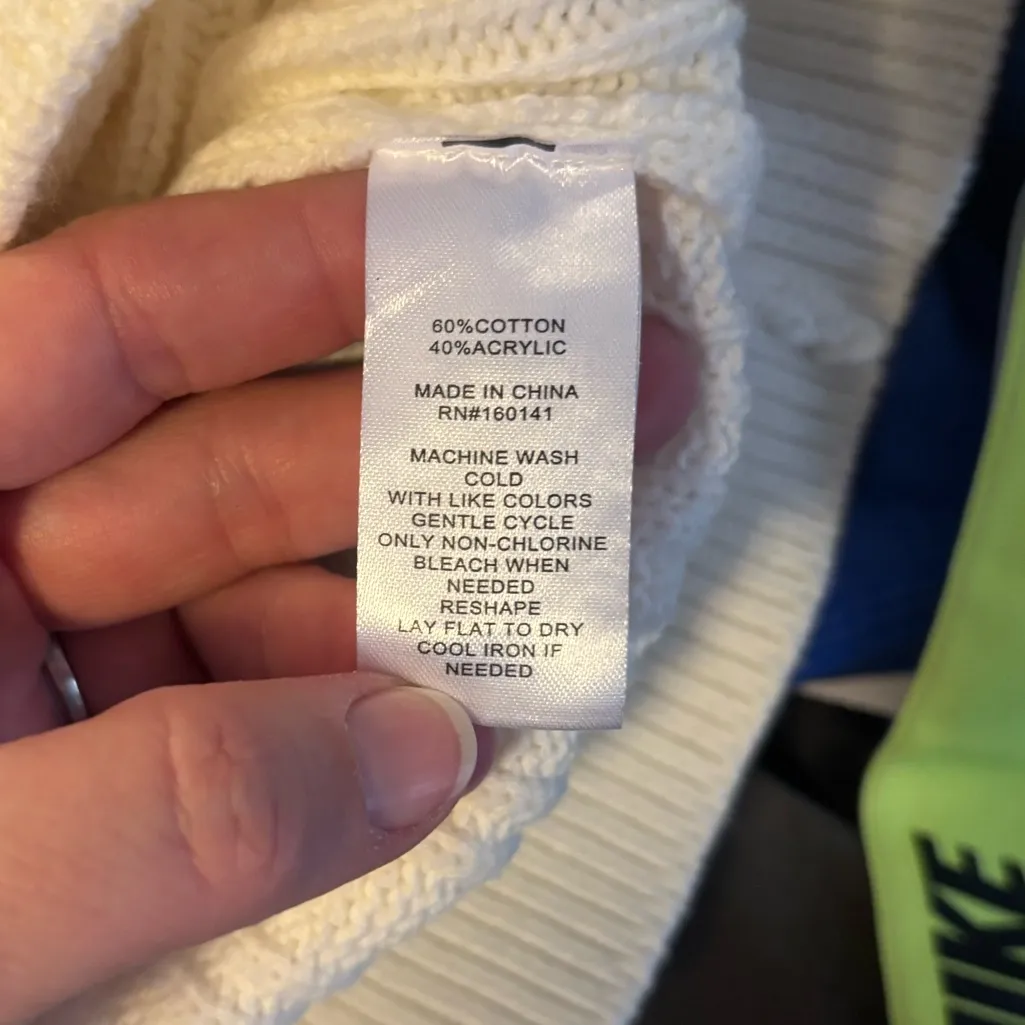 60%COTTON
40%ACRYLIC
MADE IN CHINA
RN#160141
MACHINE WASH
COLD
WITH LIKE COLORS
GENTLE CYCLE
ONLY NON-CHLORINE
BLEACH WHEN
NEEDED
RESHAPE
LAY FLAT TO DRY
COOL IRON IF
NEEDED
NIKE